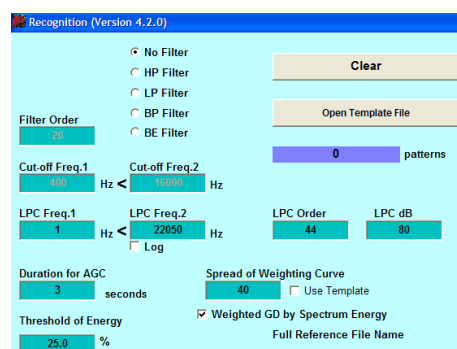 Recognition (Version 4.2.0)
No Filter
HP Filter
LP Filter
BP Filter
BE Filter
Clear
Open Template File
Filter Order
20
0 patterns
Cut-off Freq.1 Cut-off Freq.2
400 Hz < 16000 Hz
LPC Freq.1 LPC Freq.2 LPC Order LPC dB
1 Hz < 22050 Hz 44 80
Log
Duration for AGC Spread of Weighting Curve
3 seconds 40 Use Template
Weighted GD by Spectrum Energy
Threshold of Energy
Full Reference File Name
25.0 %